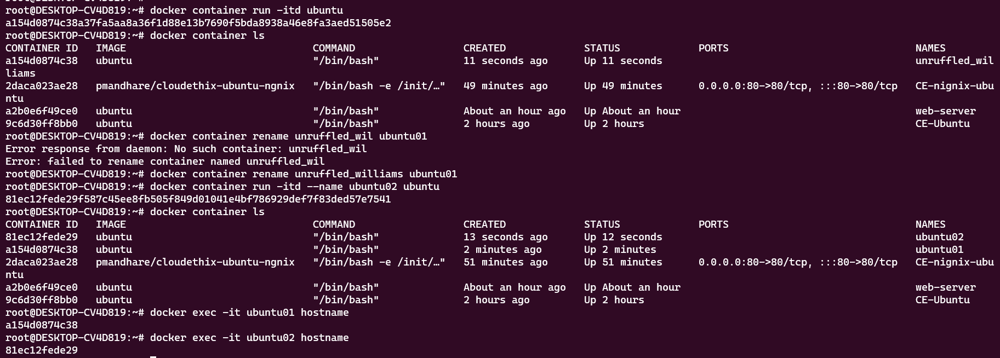 root@DESKTOP-CV4D819:~# docker container run -itd ubuntu
a154d0874c38a37fa5aa8a36f1d88e13b7690f5bda8938a46e8fa3aed51505e2
root@DESKTOP-CV4D819:~# docker container ls
CONTAINER ID   IMAGE                               COMMAND                  CREATED             STATUS             PORTS                               NAMES
a154d0874c38   ubuntu                              "/bin/bash"              11 seconds ago      Up 11 seconds                                          unruffled_wil
liams
2daca023ae28   pmandhare/cloudethix-ubuntu-ngnix   "/bin/bash -e /init/…"   49 minutes ago      Up 49 minutes      0.0.0.0:80->80/tcp, :::80->80/tcp   CE-nignix-ubu
ntu
a2b0e6f49ce0   ubuntu                              "/bin/bash"              About an hour ago   Up About an hour                                       web-server
9c6d30ff8bb0   ubuntu                              "/bin/bash"              2 hours ago         Up 2 hours                                             CE-Ubuntu
root@DESKTOP-CV4D819:~# docker container rename unruffled_wil ubuntu01
Error response from daemon: No such container: unruffled_wil
Error: failed to rename container named unruffled_wil
root@DESKTOP-CV4D819:~# docker container rename unruffled_williams ubuntu01
root@DESKTOP-CV4D819:~# docker container run -itd --name ubuntu02 ubuntu
81ec12fede29f587c45ee8fb505f849d01041e4bf786929def7f83ded57e7541
root@DESKTOP-CV4D819:~# docker container ls
CONTAINER ID   IMAGE                               COMMAND                  CREATED             STATUS             PORTS                               NAMES
81ec12fede29   ubuntu                              "/bin/bash"              13 seconds ago      Up 12 seconds                                          ubuntu02
a154d0874c38   ubuntu                              "/bin/bash"              2 minutes ago       Up 2 minutes                                           ubuntu01
2daca023ae28   pmandhare/cloudethix-ubuntu-ngnix   "/bin/bash -e /init/…"   51 minutes ago      Up 51 minutes      0.0.0.0:80->80/tcp, :::80->80/tcp   CE-nignix-ubu
ntu
a2b0e6f49ce0   ubuntu                              "/bin/bash"              About an hour ago   Up About an hour                                       web-server
9c6d30ff8bb0   ubuntu                              "/bin/bash"              2 hours ago         Up 2 hours                                             CE-Ubuntu
root@DESKTOP-CV4D819:~# docker exec -it ubuntu01 hostname
a154d0874c38
root@DESKTOP-CV4D819:~# docker exec -it ubuntu02 hostname
81ec12fede29